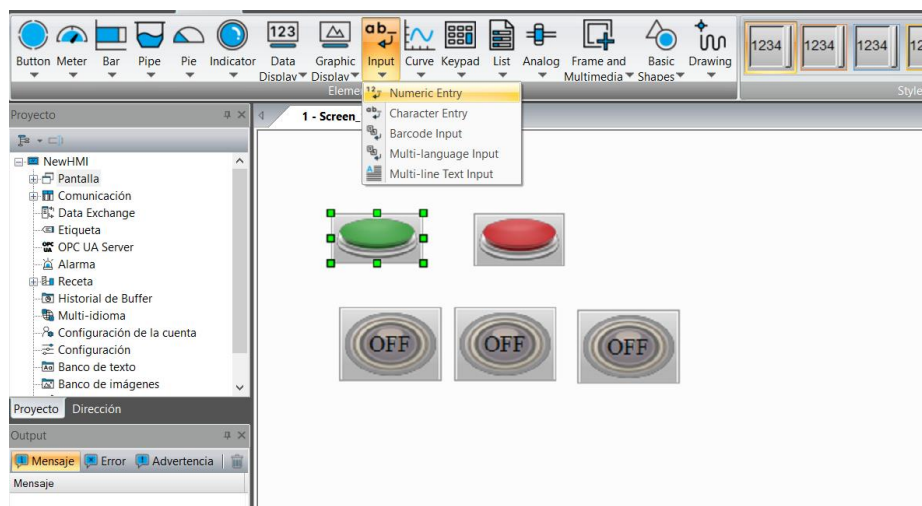 123
ab
Button Meter Bar Pipe Pie Indicator Data Display Graphic Display Input Curve Keypad List Analog Frame and Multimedia Basic Shapes Drawing
1234 1234 1234 12
Eleme
Style
Numeric Entry
Character Entry
Barcode Input
Multi-language Input
Multi-line Text Input
Proyecto
1 - Screen_
NewHMI
Pantalla
Comunicación
Data Exchange
Etiqueta
OPC UA Server
Alarma
Receta
Historial de Buffer
Multi-idioma
Configuración de la cuenta
Configuración
Banco de texto
Banco de imágenes
Proyecto Dirección
Output
Mensaje Error Advertencia
Mensaje
OFF OFF OFF